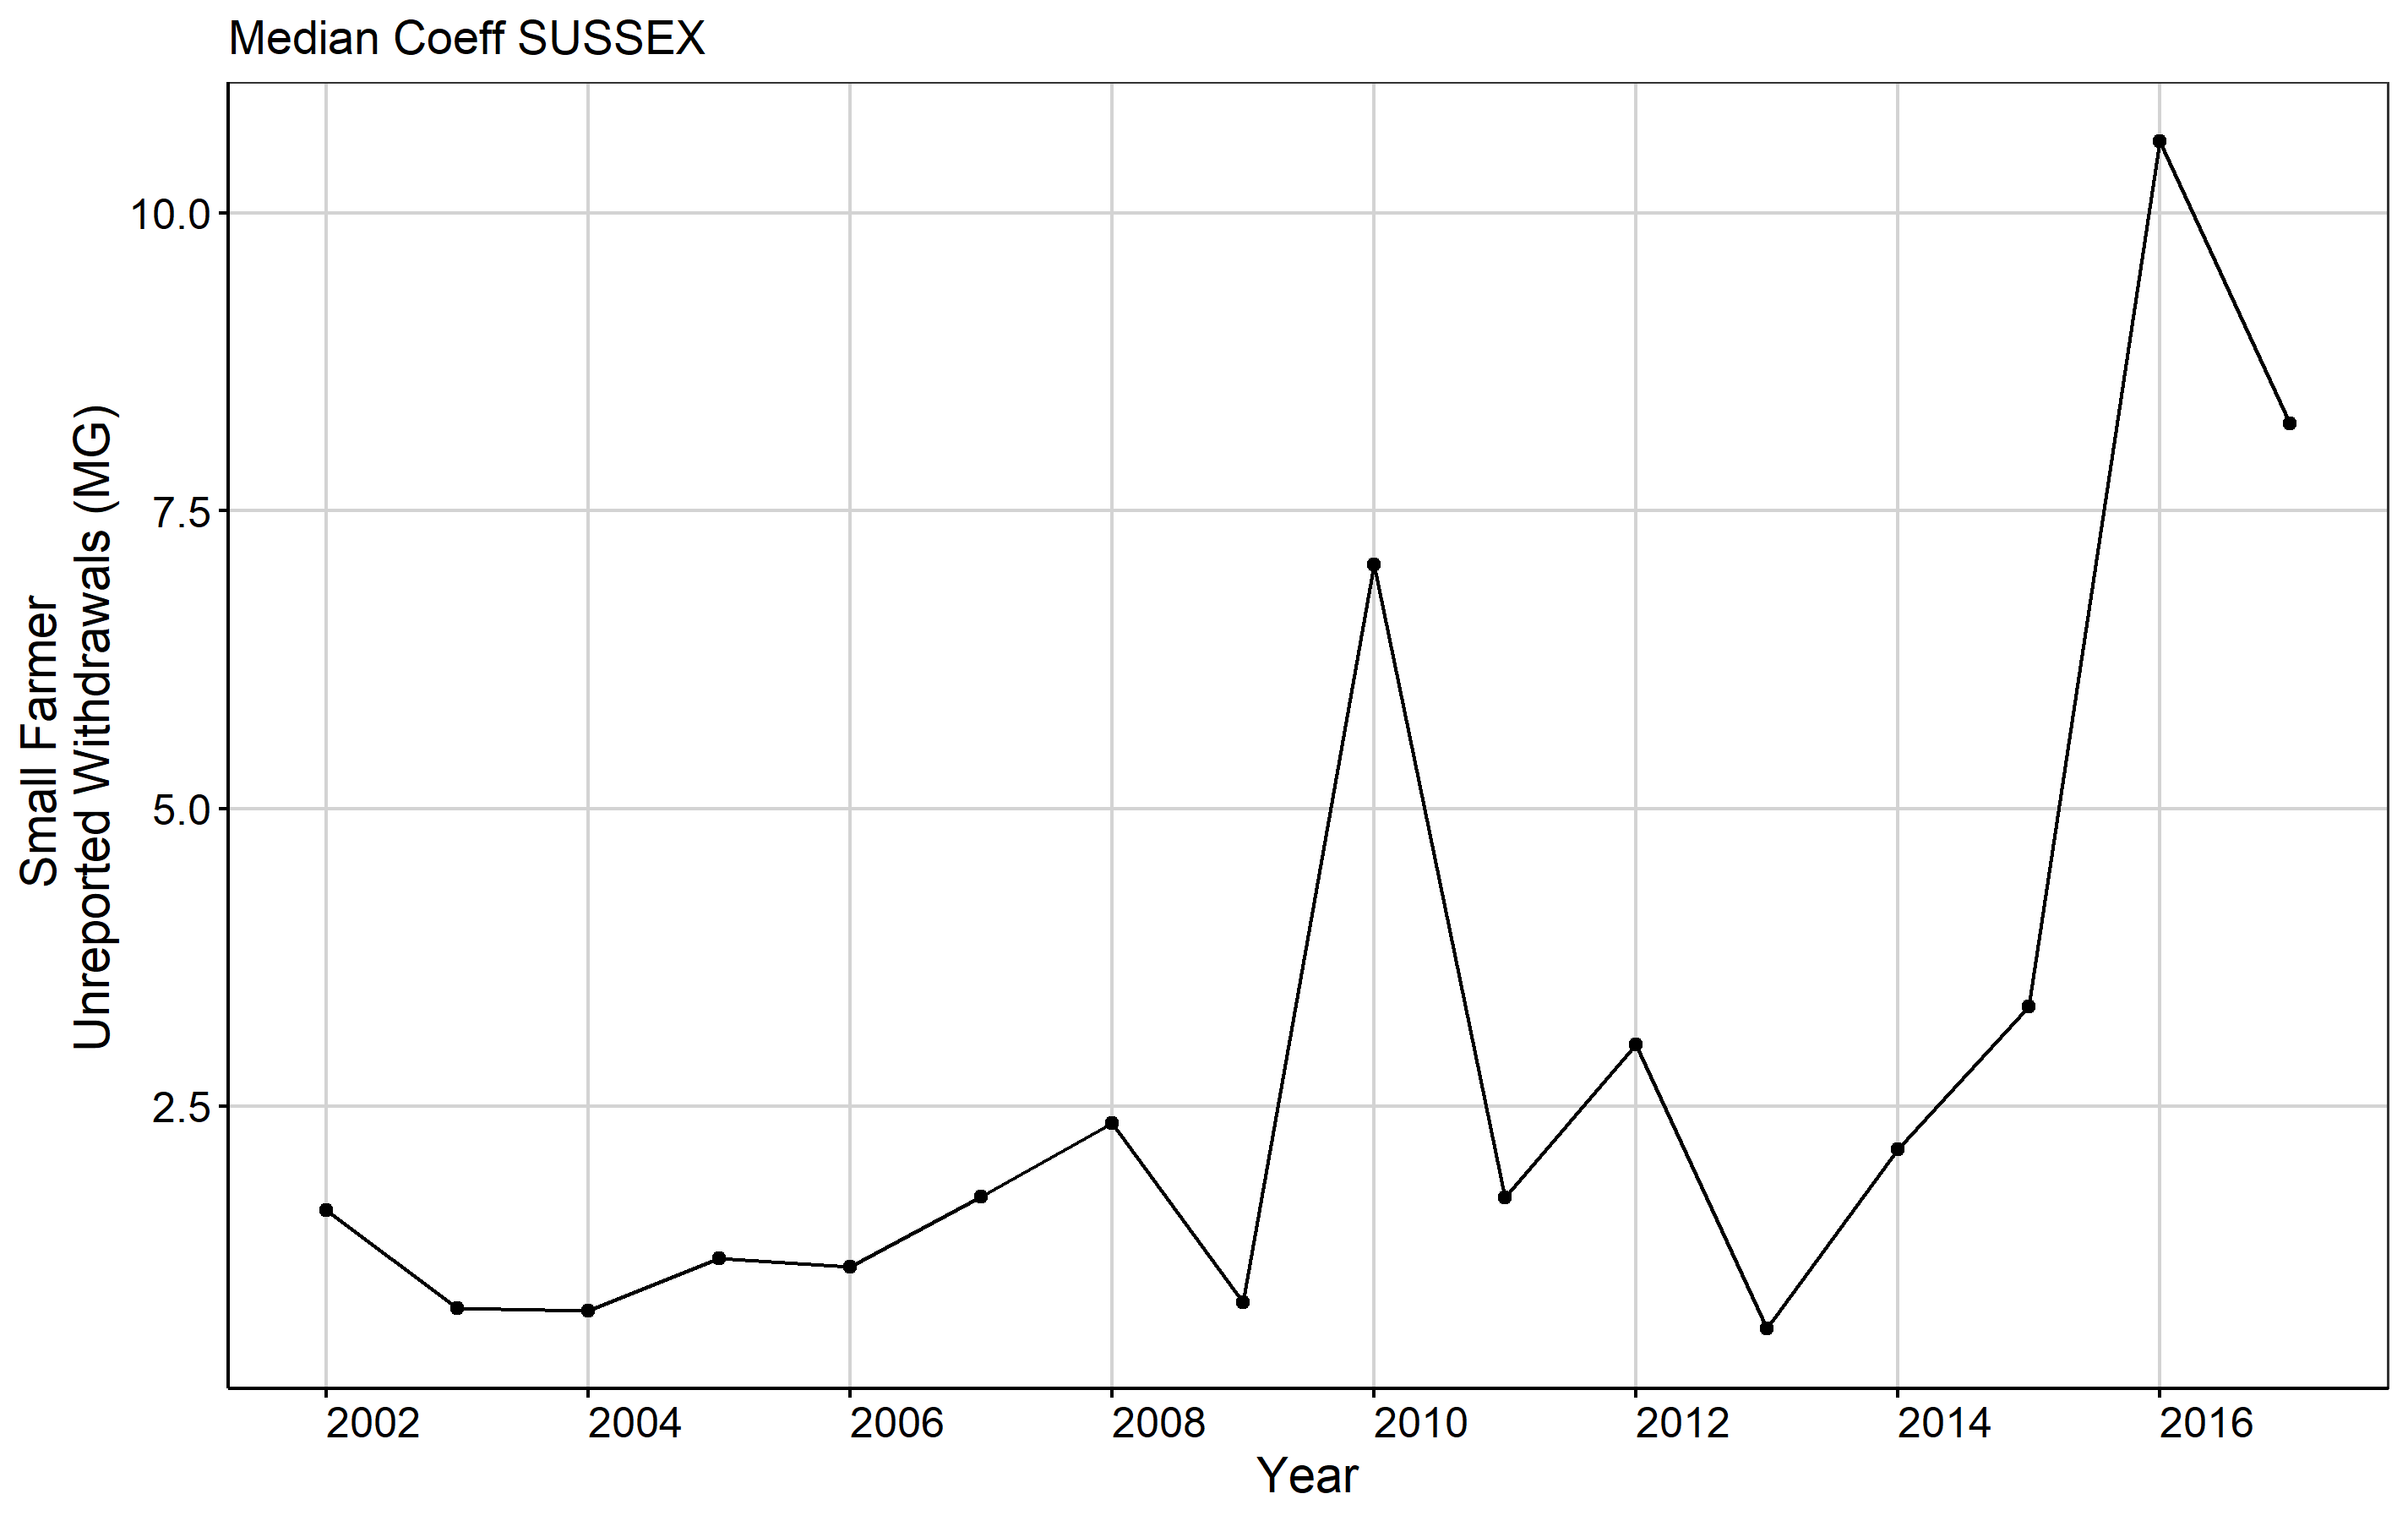 Median Coeff SUSSEX
Small Farmer
Unreported Withdrawals (MG)
10.0
7.5
5.0
2.5
2002 2004 2006 2008 2010 2012 2014 2016
Year